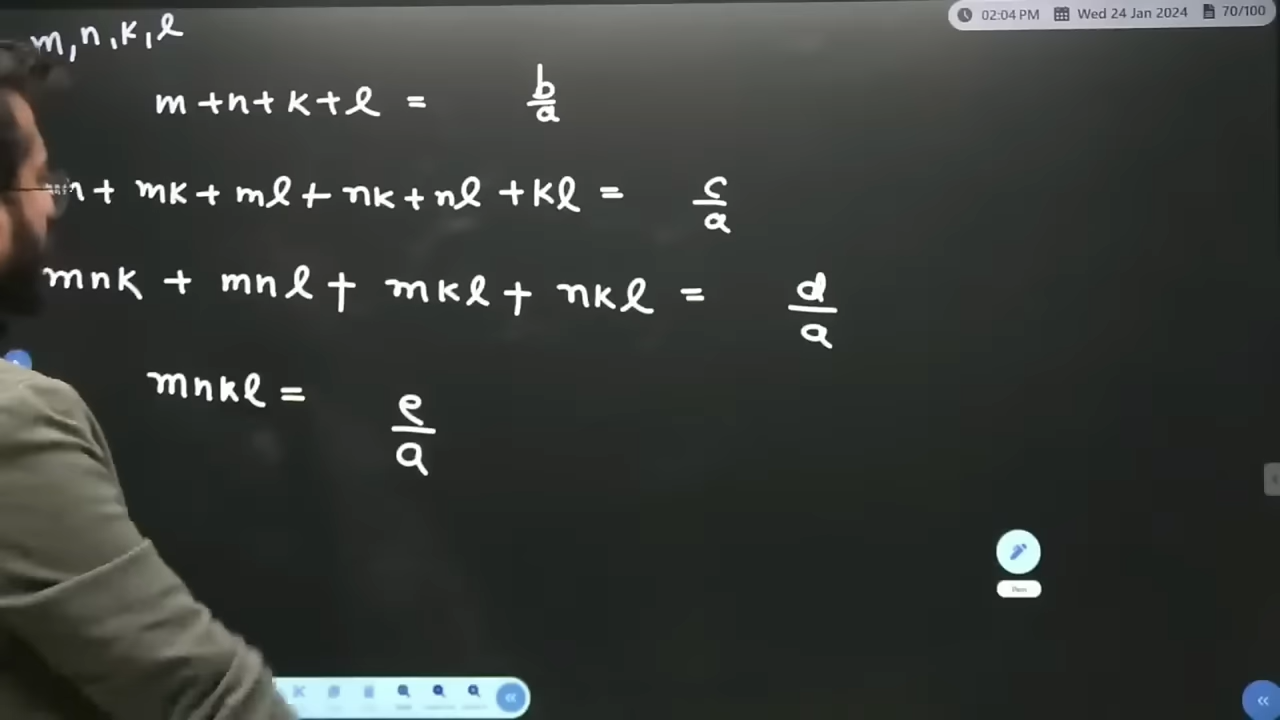 02:04 PM Wed 24 Jan 2024 70/100
m, n, k, l
m + n + k + l = b/a
n + mk + ml + nk + nl + kl = c/a
mnk + mnl + mkl + nkl = d/a
mnkl = e/a